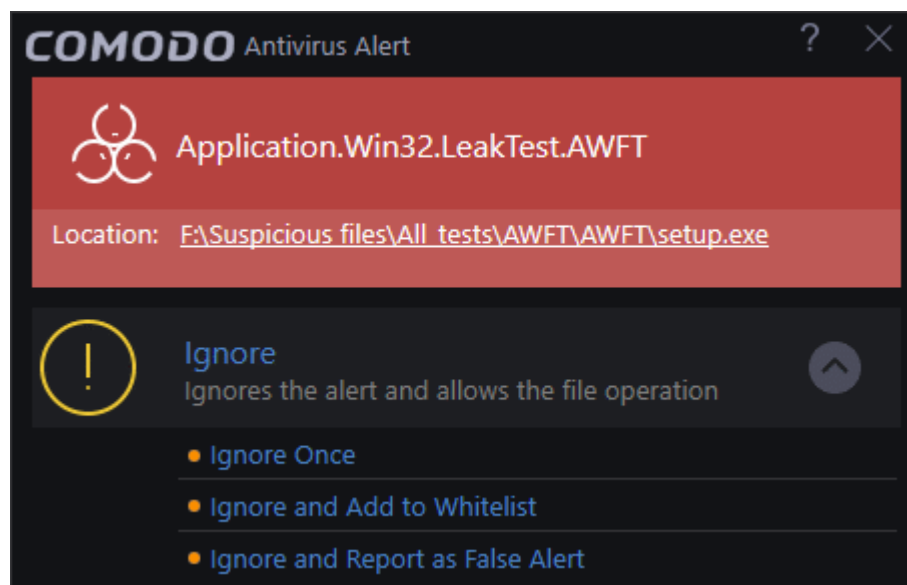 COMODO Antivirus Alert ?
Application.Win32.LeakTest.AWFT
Location: F:\Suspicious files\All_tests\AWFT\AWFT\setup.exe
!
Ignore
Ignores the alert and allows the file operation
Ignore Once
Ignore and Add to Whitelist
Ignore and Report as False Alert